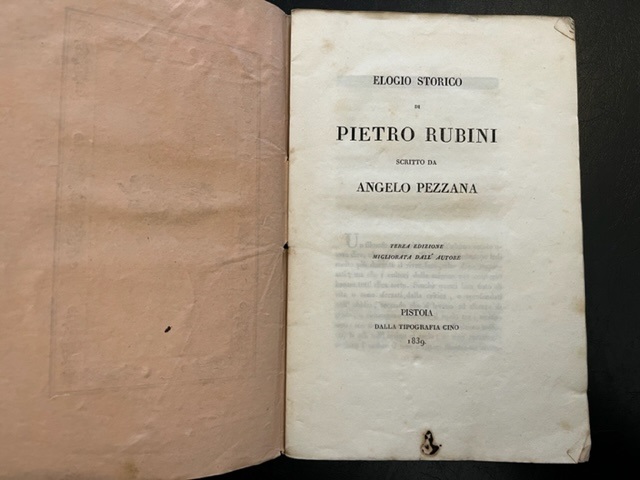 ELOGIO STORICO
DI
PIETRO RUBINI
SCRITTO DA
ANGELO PEZZANA
TERZA EDIZIONE
MIGLIORATA DALL' AUTORE
PISTOIA
DALLA TIPOGRAFIA CINO
1839.